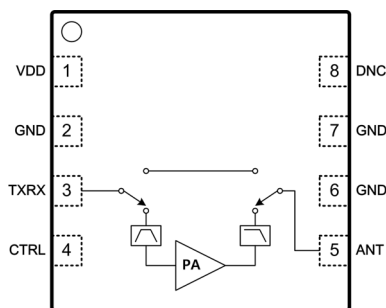 VDD 1 8 DNC
GND 2 7 GND
TXRX 3 6 GND
CTRL 4 5 ANT
PA